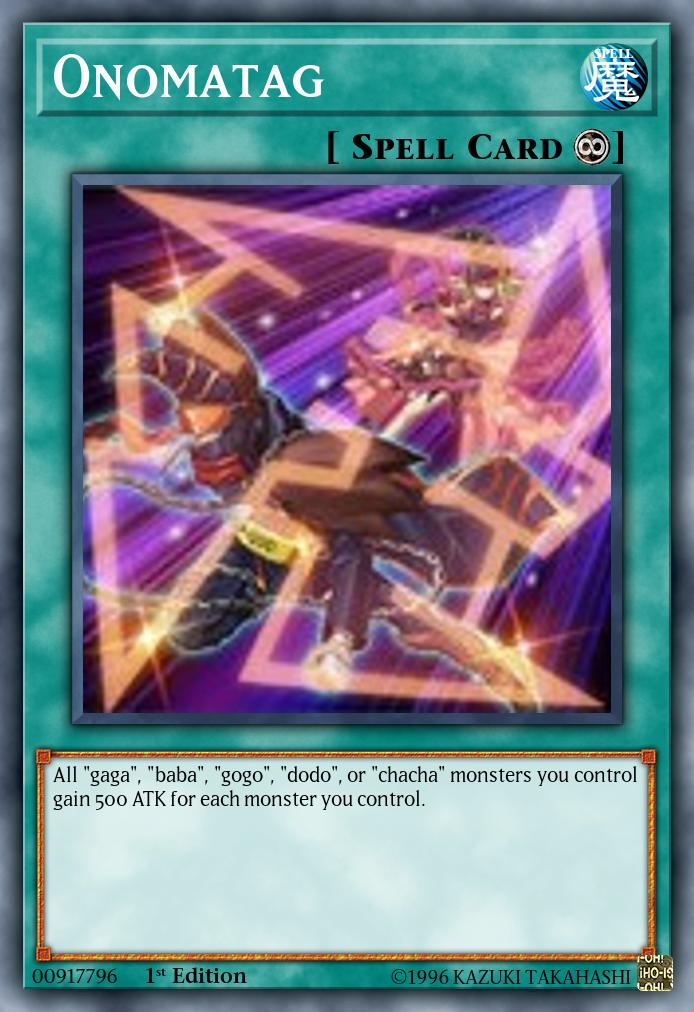 Onomatag
SPELL
魔
[ Spell Card ]
All "gaga", "baba", "gogo", "dodo", or "chacha" monsters you control
gain 500 ATK for each monster you control.
00917796 1st Edition ©1996 KAZUKI TAKAHASHI